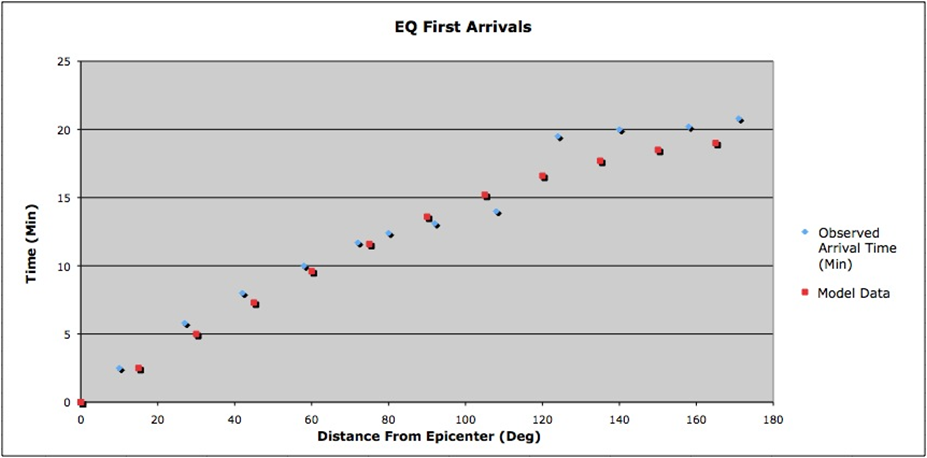 EQ First Arrivals
25
20
15
10
5
0
Time (Min)
0 20 40 60 80 100 120 140 160 180
Distance From Epicenter (Deg)
Observed
Arrival Time
(Min)
Model Data